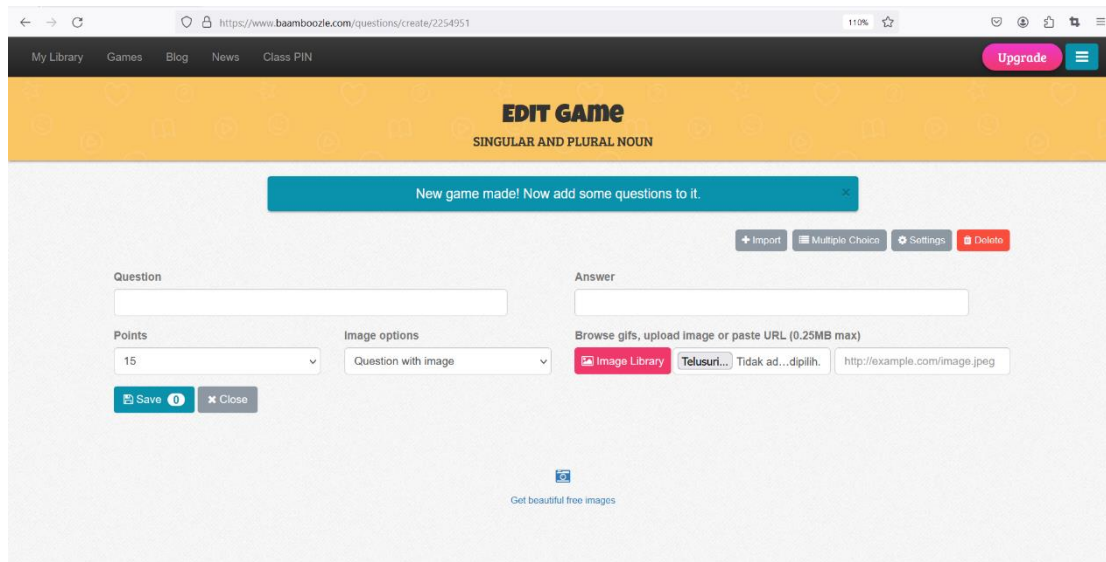 https://www.baamboozle.com/questions/create/2254951 110%
My Library Games Blog News Class PIN Upgrade
EDIT GAME
SINGULAR AND PLURAL NOUN
New game made! Now add some questions to it. ×
+ Import Multiple Choice Settings Delete
Question Answer
Points Image options Browse gifs, upload image or paste URL (0.25MB max)
15 Question with image Image Library Telusuri... Tidak ad...dipilih. http://example.com/image.jpeg
Save 0 × Close
Get beautiful free images